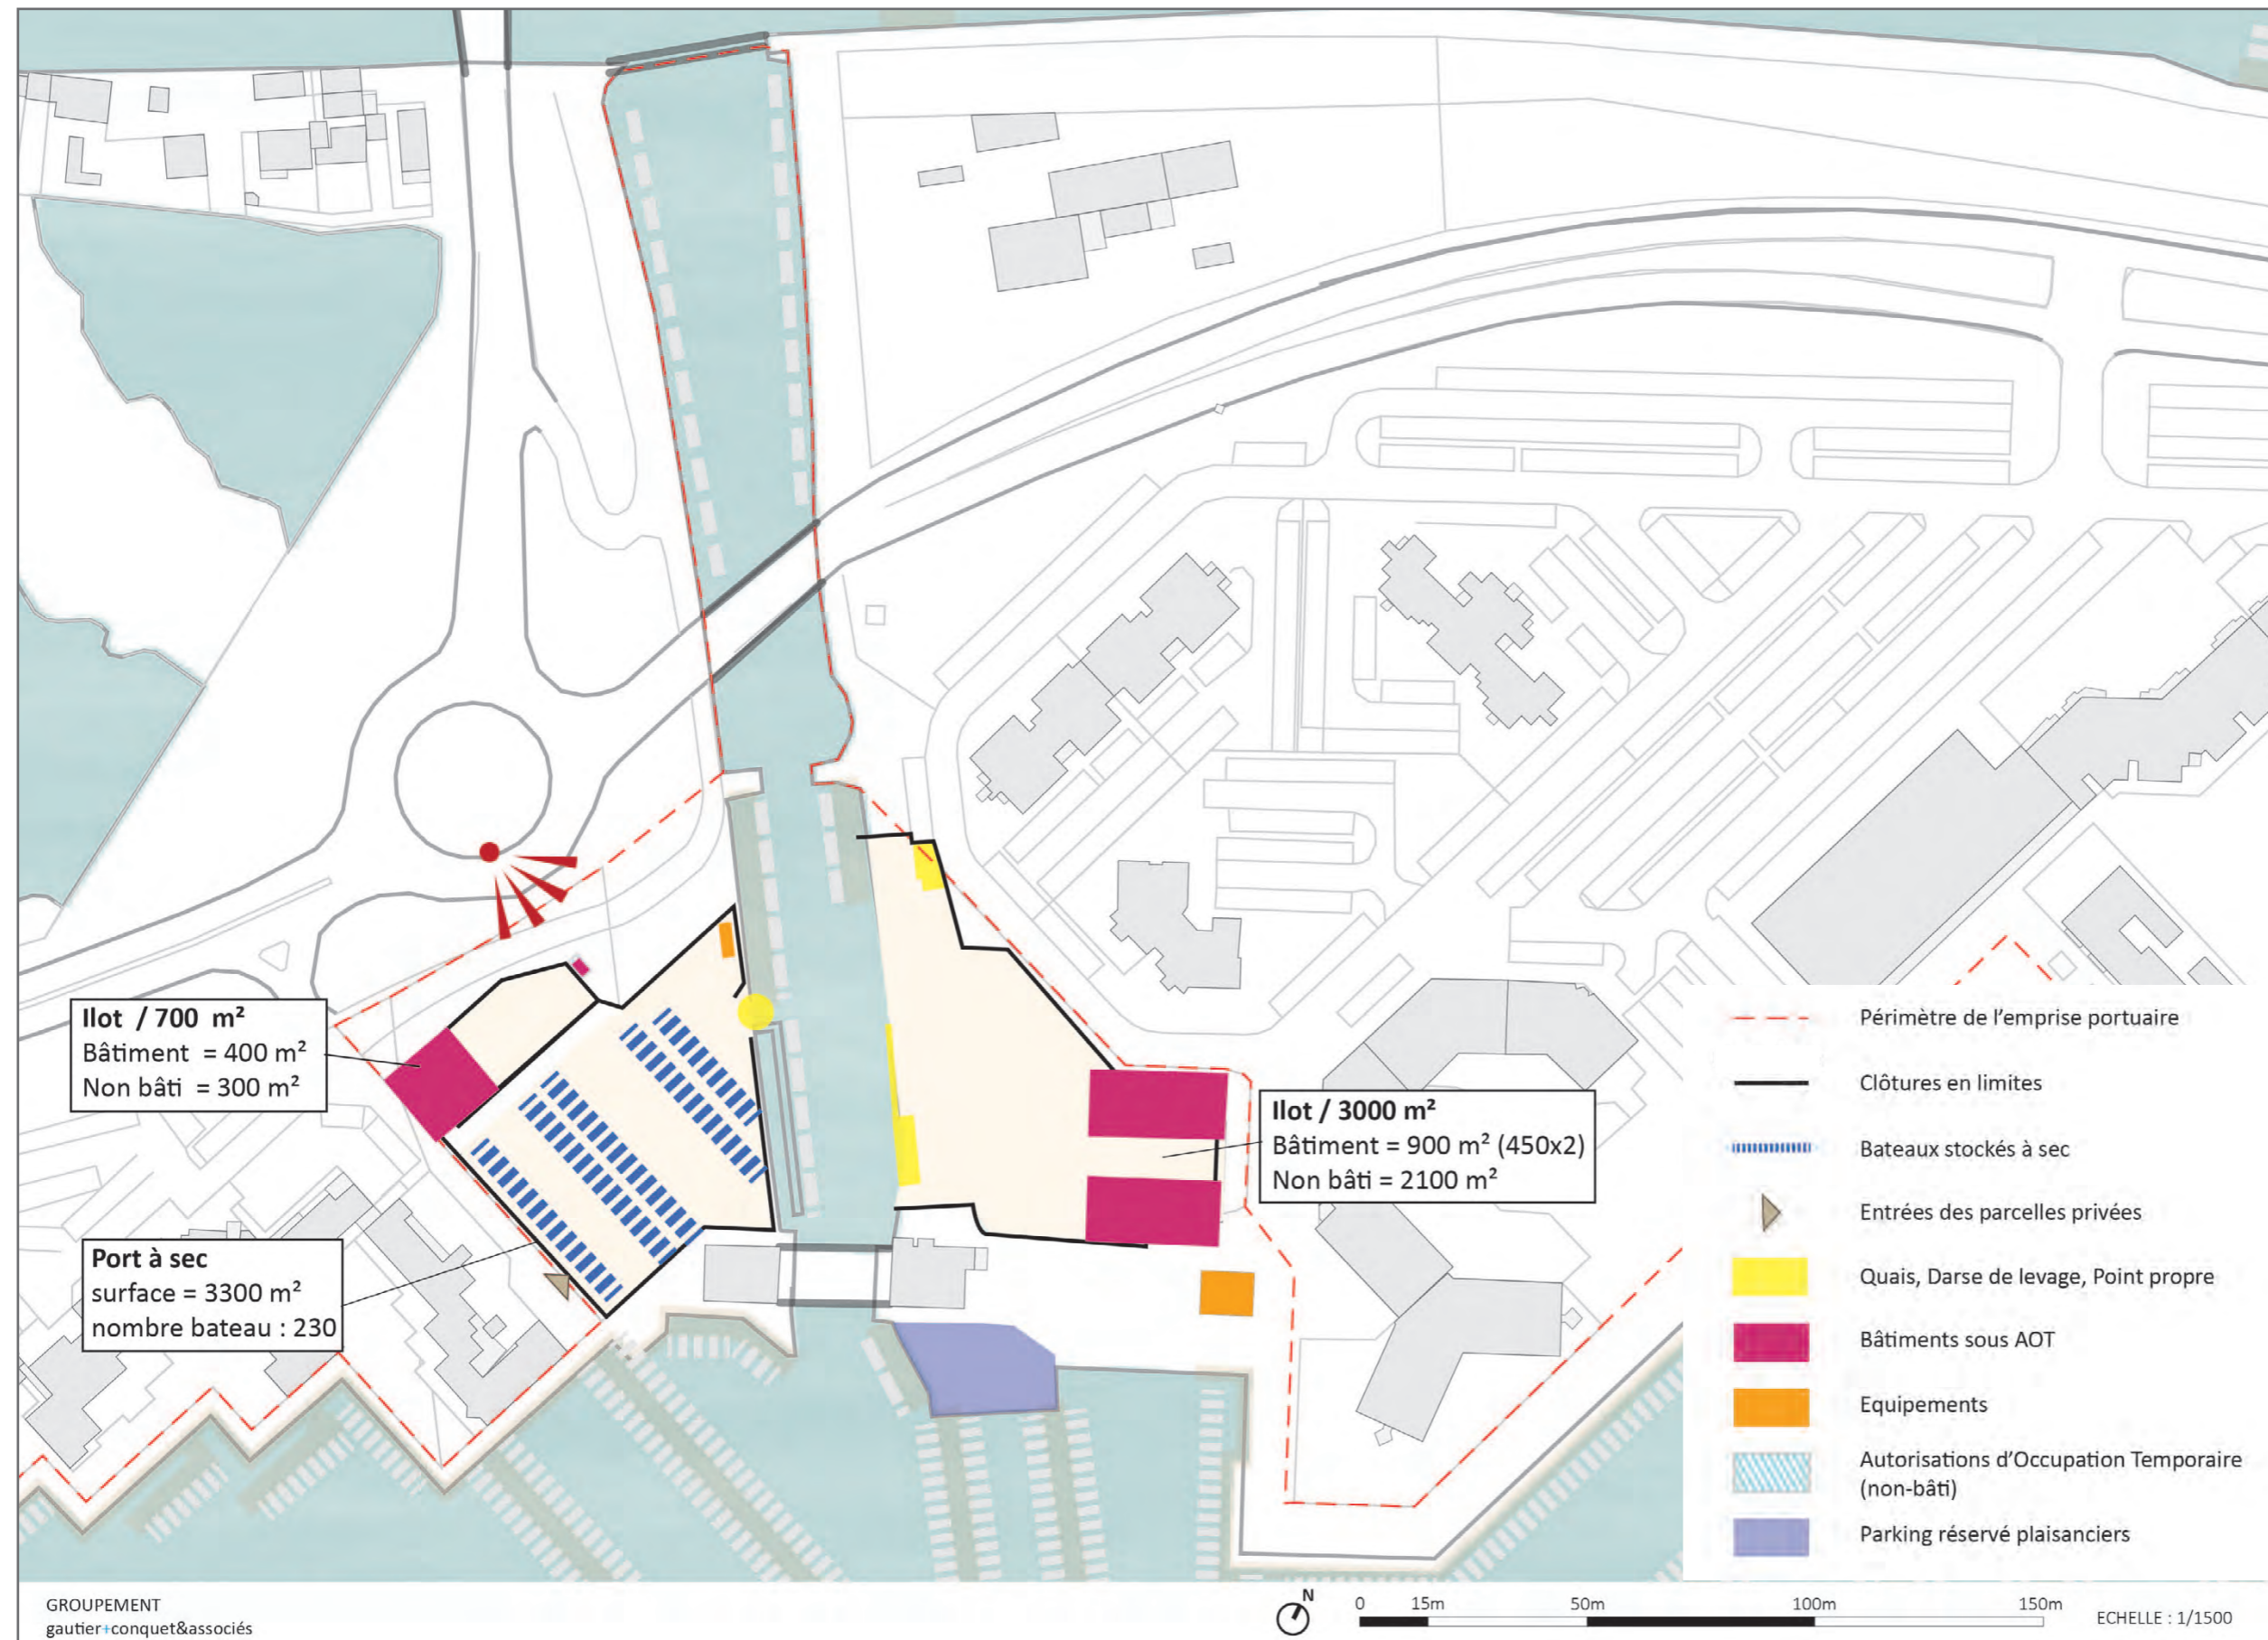 Ilot / 700 m²
Bâtiment = 400 m²
Non bâti = 300 m²
Port à sec
surface = 3300 m²
nombre bateau : 230
Ilot / 3000 m²
Bâtiment = 900 m² (450x2)
Non bâti = 2100 m²
Périmètre de l'emprise portuaire
Clôtures en limites
Bateaux stockés à sec
Entrées des parcelles privées
Quais, Darse de levage, Point propre
Bâtiments sous AOT
Equipements
Autorisations d'Occupation Temporaire
(non-bâti)
Parking réservé plaisanciers
GROUPEMENT
gautier+conquet&associés
N
0 15m 50m 100m 150m
ECHELLE : 1/1500